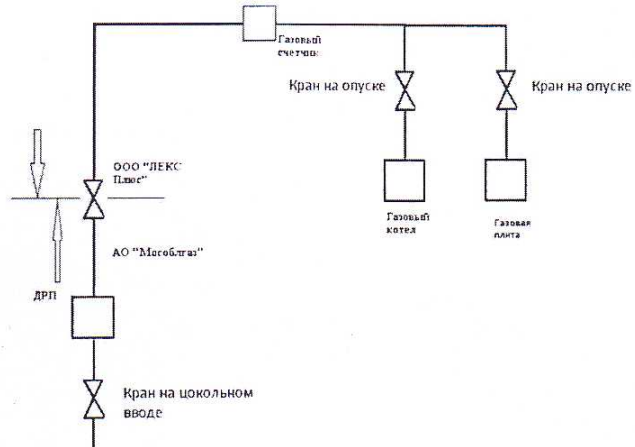 Газовый
счетчик
Кран на опуске
Кран на опуске
ООО "ЛЕКС
Плюс"
Газовый
котел
Газовая
плита
АО "Мособлгаз"
ДРП
Кран на цокольном
вводе